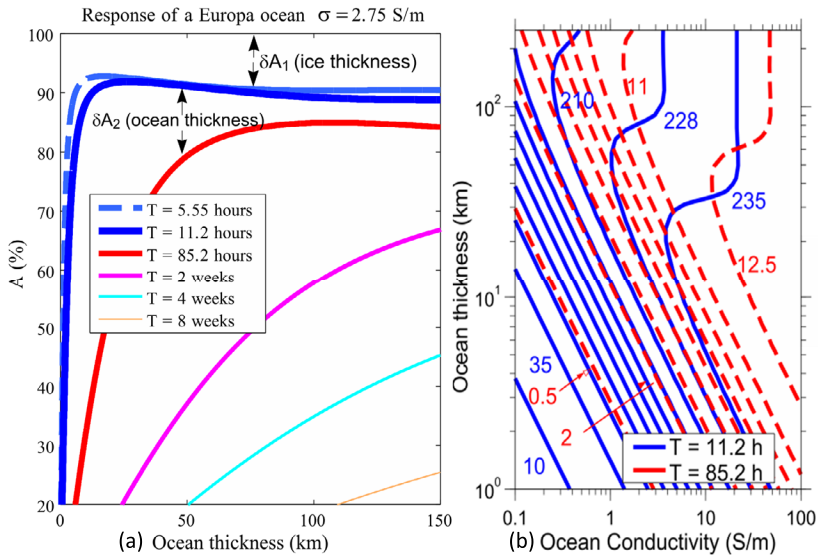 Response of a Europa ocean σ = 2.75 S/m
100
90
80
70
60
50
40
30
20
A (%)
δA₁ (ice thickness)
δA₂ (ocean thickness)
T = 5.55 hours
T = 11.2 hours
T = 85.2 hours
T = 2 weeks
T = 4 weeks
T = 8 weeks
0
50
100
150
(a)
Ocean thickness (km)
Ocean thickness (km)
10²
10¹
10⁰
11
210
228
235
12.5
35
0.5
2
10
T = 11.2 h
T = 85.2 h
0.1
1
10
100
(b)
Ocean Conductivity (S/m)